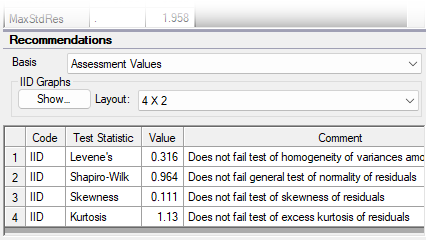 MaxStdRes . 1.958
Recommendations
Basis Assessment Values
IID Graphs
Show... Layout: 4 X 2
Code Test Statistic Value Comment
1 IID Levene's 0.316 Does not fail test of homogeneity of variances
2 IID Shapiro-Wilk 0.964 Does not fail general test of normality of residuals
3 IID Skewness 0.111 Does not fail test of skewness of residuals
4 IID Kurtosis 1.13 Does not fail test of excess kurtosis of residuals